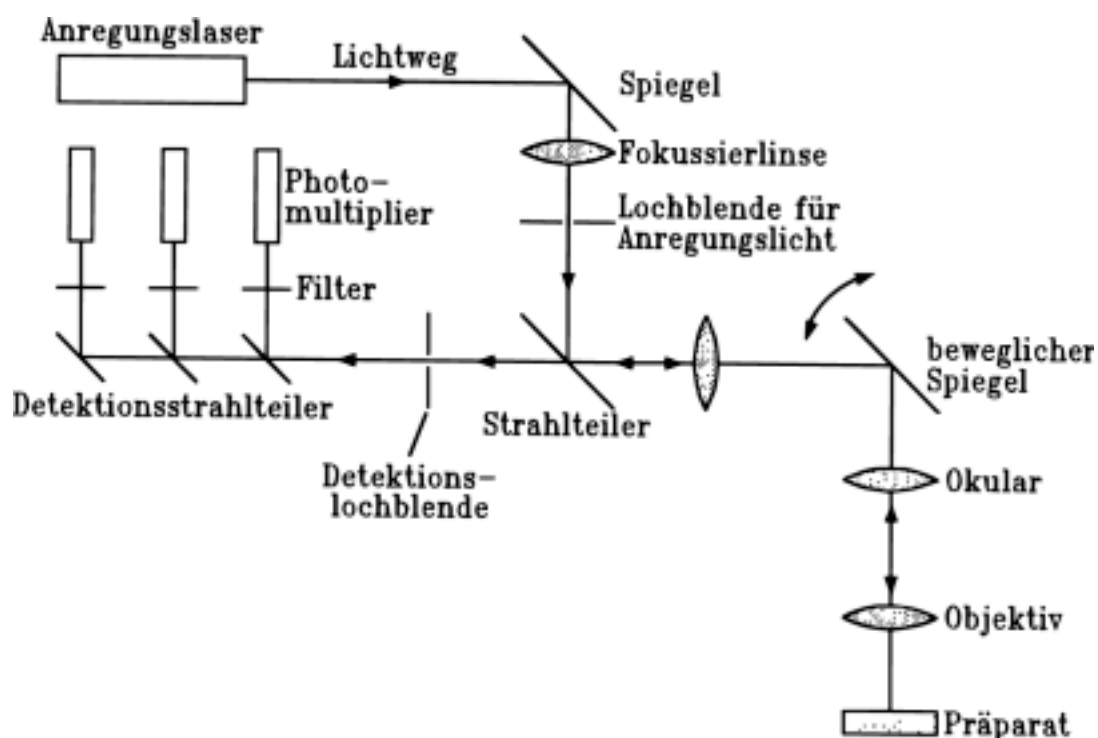 Anregungslaser
Lichtweg
Spiegel
Fokussierlinse
Photo-
multiplier
Lochblende für
Anregungslicht
Filter
beweglicher
Spiegel
Detektionsstrahlteiler
Strahlteiler
Detektions-
lochblende
Okular
Objektiv
Präparat